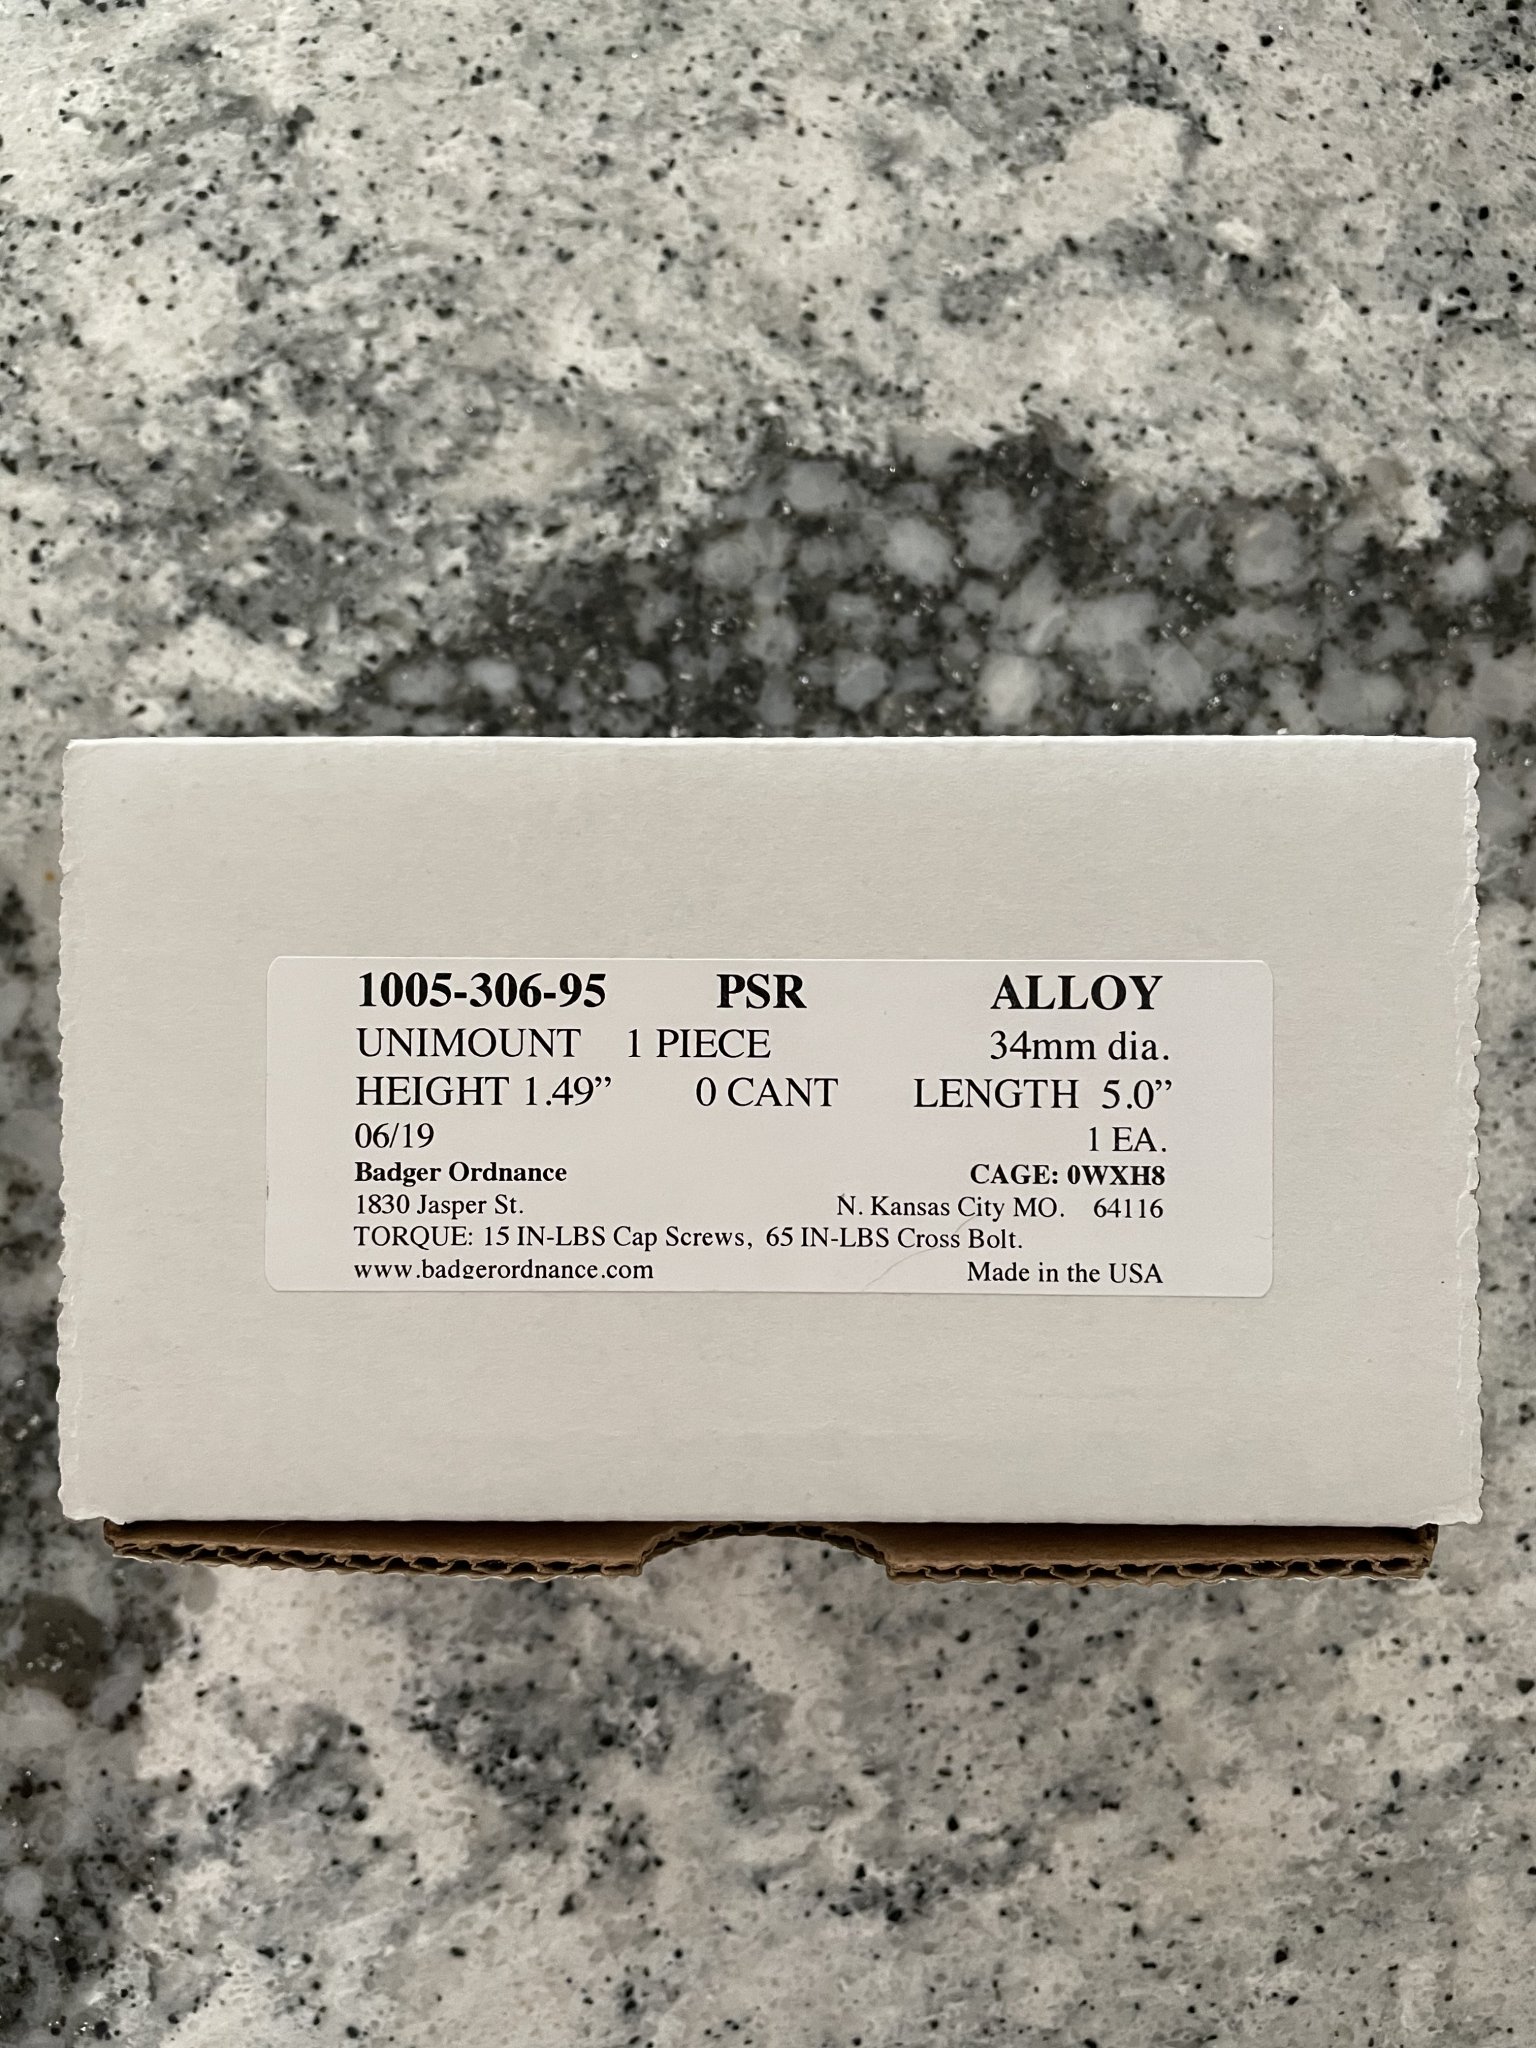 1005-306-95 PSR ALLOY
UNIMOUNT 1 PIECE 34mm dia.
HEIGHT 1.49” 0 CANT LENGTH 5.0”
06/19 1 EA.
Badger Ordnance CAGE: 0WXH8
1830 Jasper St. N. Kansas City MO. 64116
TORQUE: 15 IN-LBS Cap Screws, 65 IN-LBS Cross Bolt.
www.badgerordnance.com Made in the USA